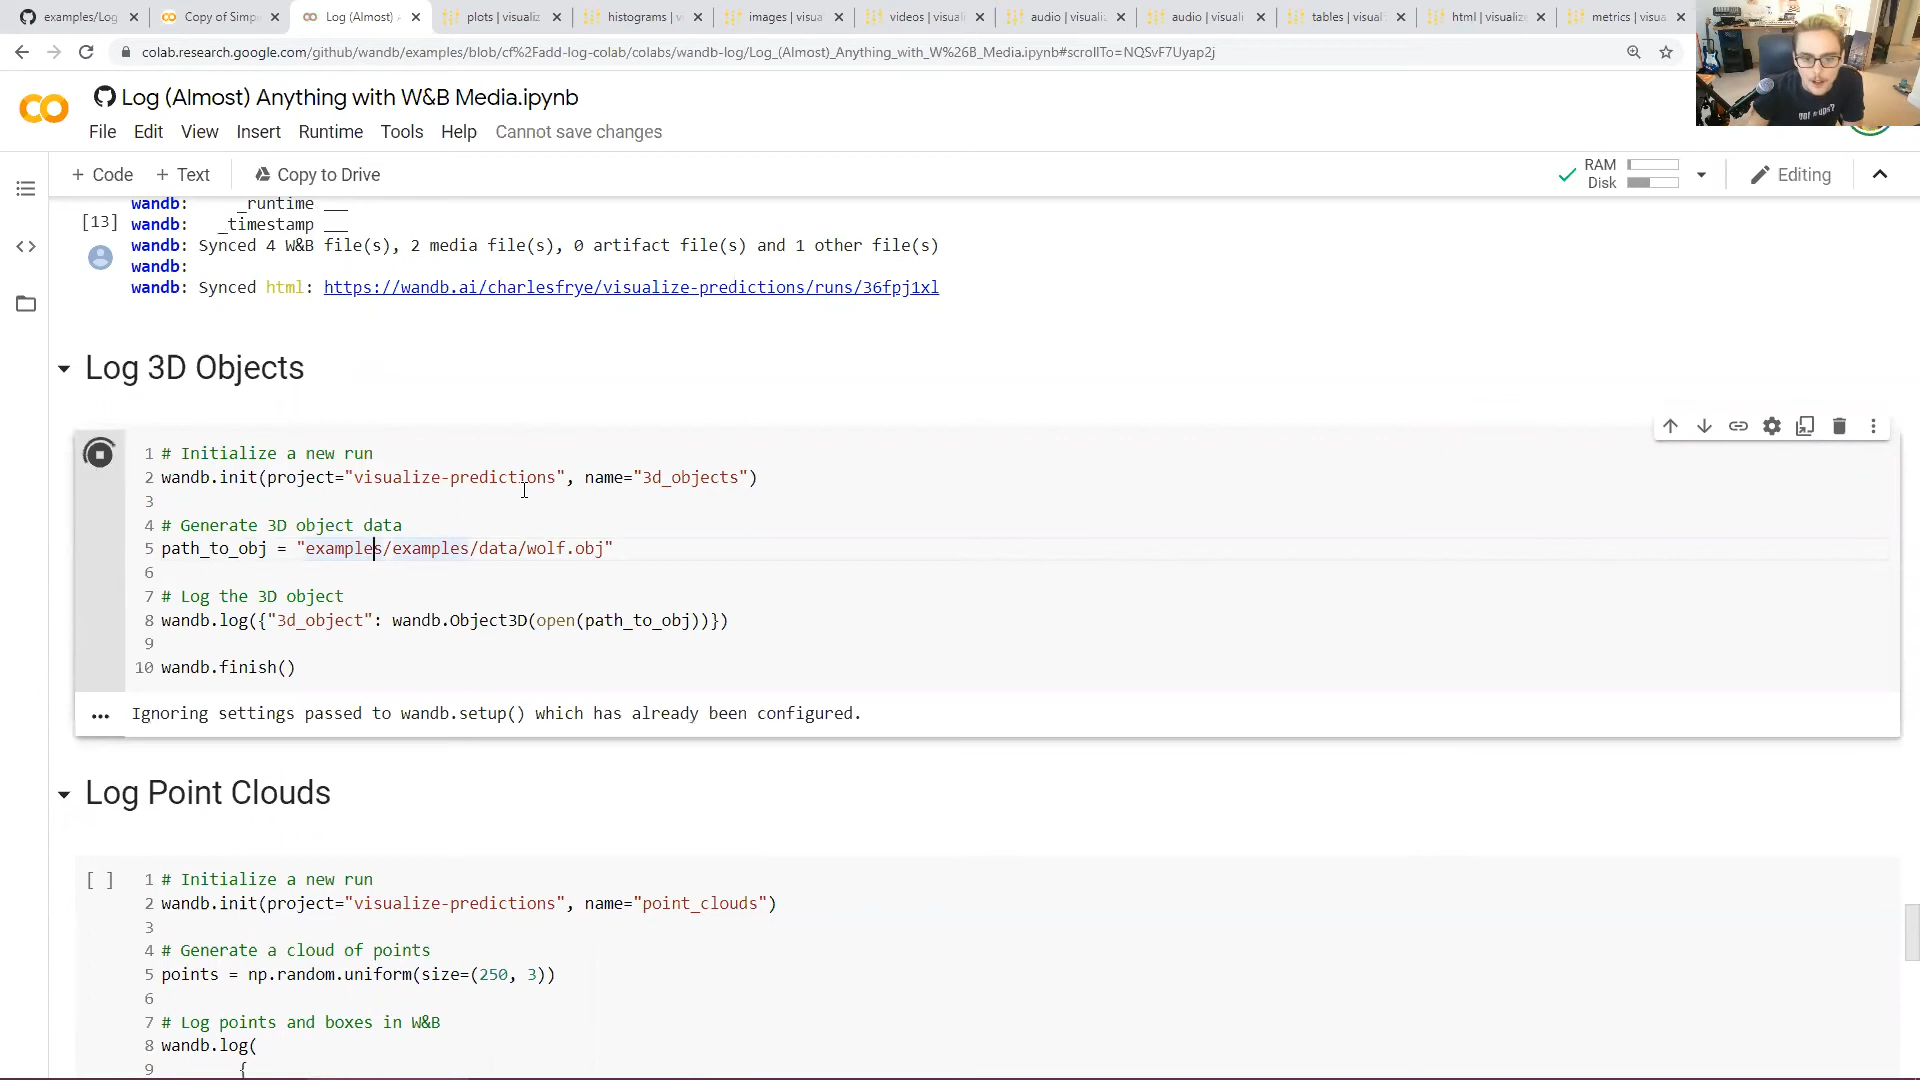 examples/Log
Copy of Simpl
Log (Almost) A
plots | visualiz
histograms | v
images | visua
videos | visuali
audio | visualiz
audio | visuali
tables | visual
html | visualize
metrics | visua
colab.research.google.com/github/wandb/examples/blob/cf%2Fadd-log-colab/colabs/wandb-log/Log_(Almost)_Anything_with_W%26B_Media.ipynb#scrollTo=NQSvF7Uyap2j
Log (Almost) Anything with W&B Media.ipynb
File Edit View Insert Runtime Tools Help Cannot save changes
+ Code + Text Copy to Drive
RAM
Disk
Editing
wandb: _runtime __
[13] wandb: _timestamp __
wandb: Synced 4 W&B file(s), 2 media file(s), 0 artifact file(s) and 1 other file(s)
wandb:
wandb: Synced html: https://wandb.ai/charlesfrye/visualize-predictions/runs/36fpj1xl
Log 3D Objects
1 # Initialize a new run
2 wandb.init(project="visualize-predictions", name="3d_objects")
3
4 # Generate 3D object data
5 path_to_obj = "examples/examples/data/wolf.obj"
6
7 # Log the 3D object
8 wandb.log({"3d_object": wandb.Object3D(open(path_to_obj))})
9
10 wandb.finish()
... Ignoring settings passed to wandb.setup() which has already been configured.
Log Point Clouds
[ ] 1 # Initialize a new run
2 wandb.init(project="visualize-predictions", name="point_clouds")
3
4 # Generate a cloud of points
5 points = np.random.uniform(size=(250, 3))
6
7 # Log points and boxes in W&B
8 wandb.log(
9 {